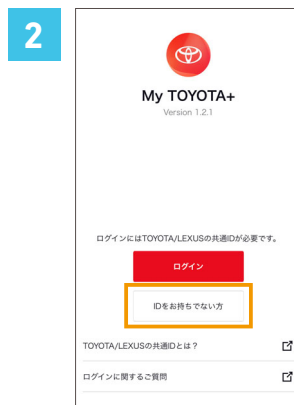 2
My TOYOTA+
Version 1.2.1
ログインにはTOYOTA/LEXUSの共通IDが必要です。
ログイン
IDをお持ちでない方
TOYOTA/LEXUSの共通IDとは？
ログインに関するご質問